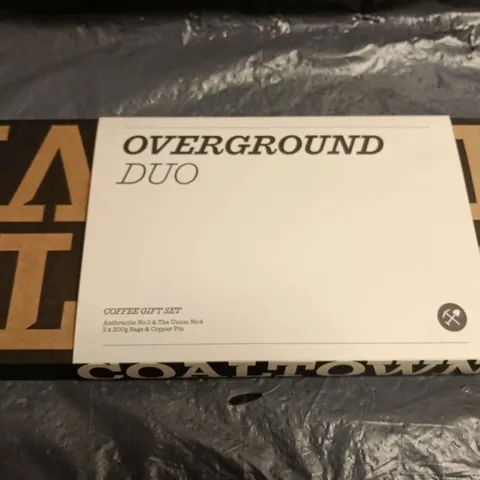 OVERGROUND
DUO
COFFEE GIFT SET
Anthracite No.2 & The Union No.4
2 x 200g Bags & Copper Pin
COALTOWN